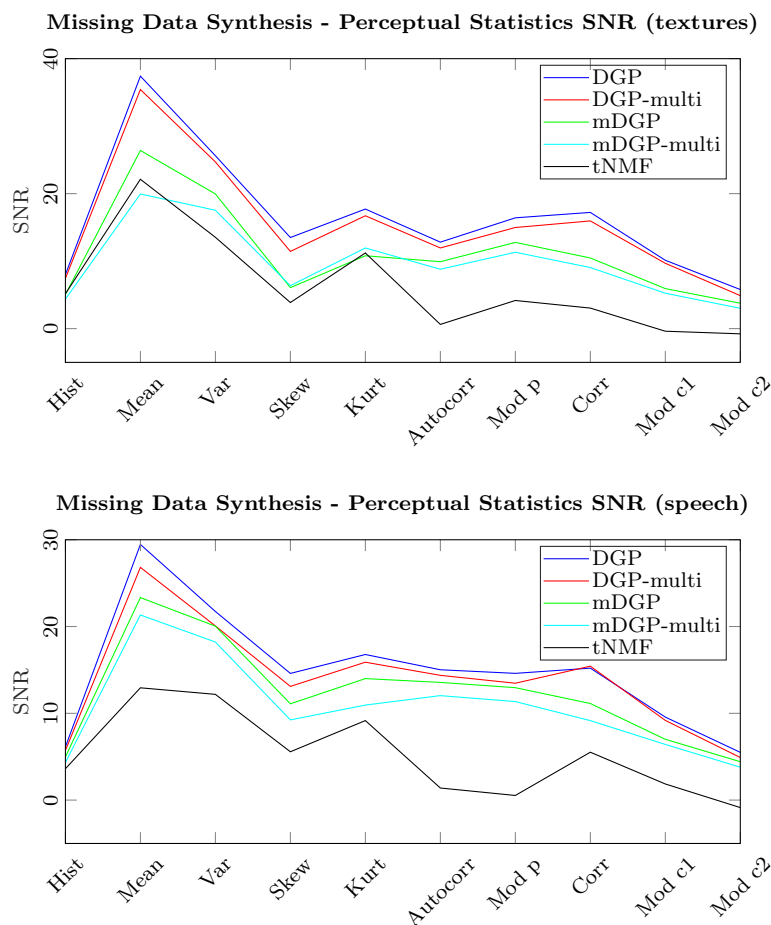 Missing Data Synthesis - Perceptual Statistics SNR (textures)
40
20
0
SNR
DGP
DGP-multi
mDGP
mDGP-multi
tNMF
Hist
Mean
Var
Skew
Kurt
Autocorr
Mod p
Corr
Mod c1
Mod c2
Missing Data Synthesis - Perceptual Statistics SNR (speech)
30
20
10
0
SNR
DGP
DGP-multi
mDGP
mDGP-multi
tNMF
Hist
Mean
Var
Skew
Kurt
Autocorr
Mod p
Corr
Mod c1
Mod c2